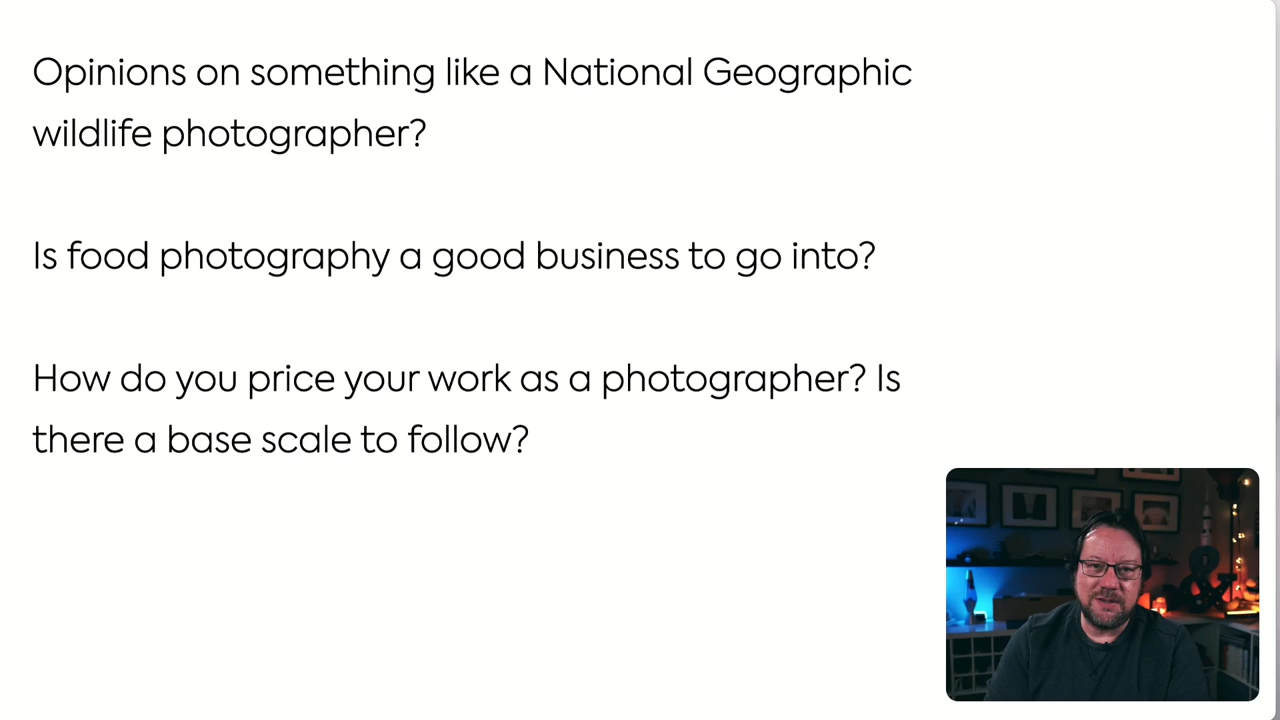 Opinions on something like a National Geographic
wildlife photographer?
Is food photography a good business to go into?
How do you price your work as a photographer? Is
there a base scale to follow?